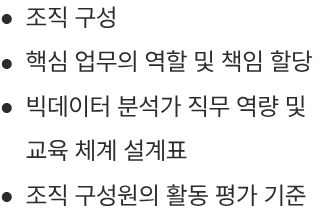 ● 조직 구성
● 핵심 업무의 역할 및 책임 할당
● 빅데이터 분석가 직무 역량 및
교육 체계 설계표
● 조직 구성원의 활동 평가 기준